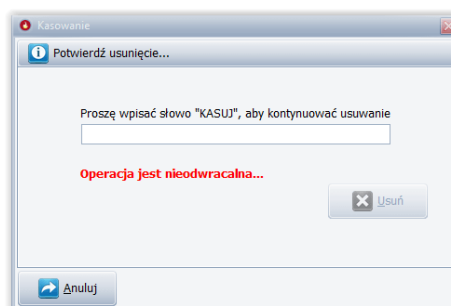 Kasowanie
Potwierdź usunięcie...
Proszę wpisać słowo "KASUJ", aby kontynuować usuwanie
Operacja jest nieodwracalna...
Usuń
Anuluj